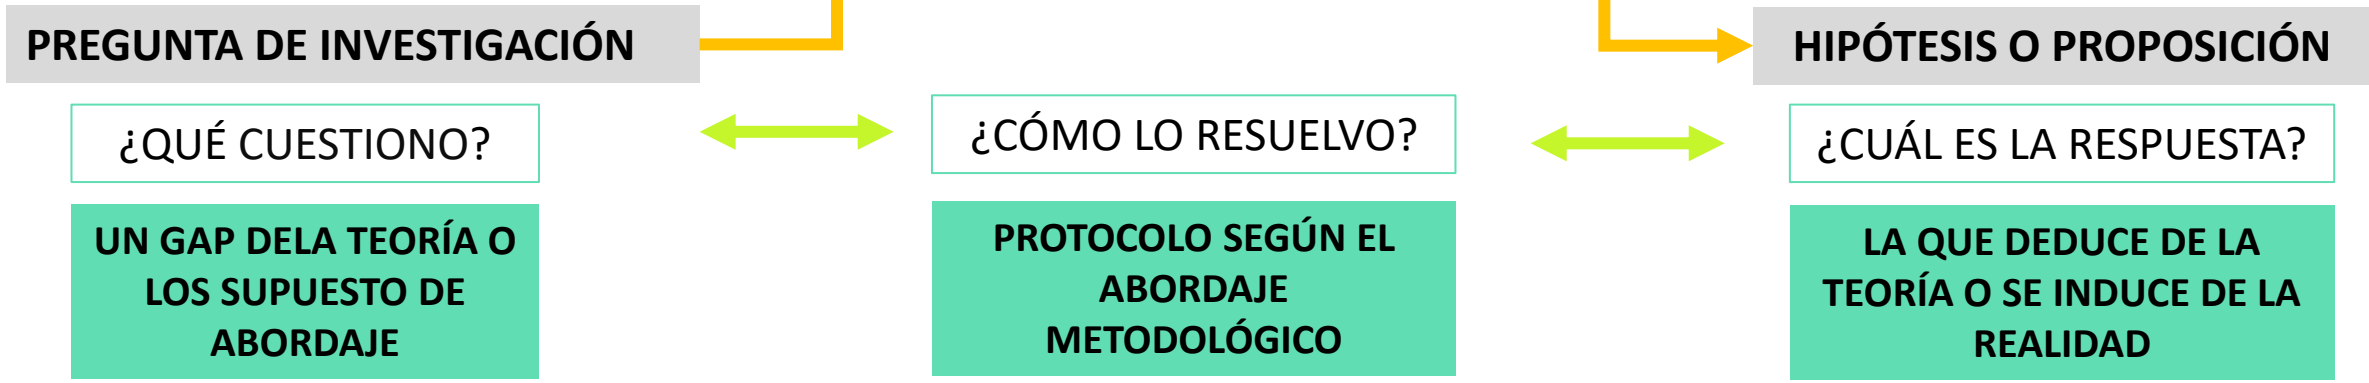 PREGUNTA DE INVESTIGACIÓN
HIPÓTESIS O PROPOSICIÓN
¿QUÉ CUESTIONO?
¿CÓMO LO RESUELVO?
¿CUÁL ES LA RESPUESTA?
UN GAP DELA TEORÍA O
LOS SUPUESTO DE
ABORDAJE
PROTOCOLO SEGÚN EL
ABORDAJE
METODOLÓGICO
LA QUE DEDUCE DE LA
TEORÍA O SE INDUCE DE LA
REALIDAD